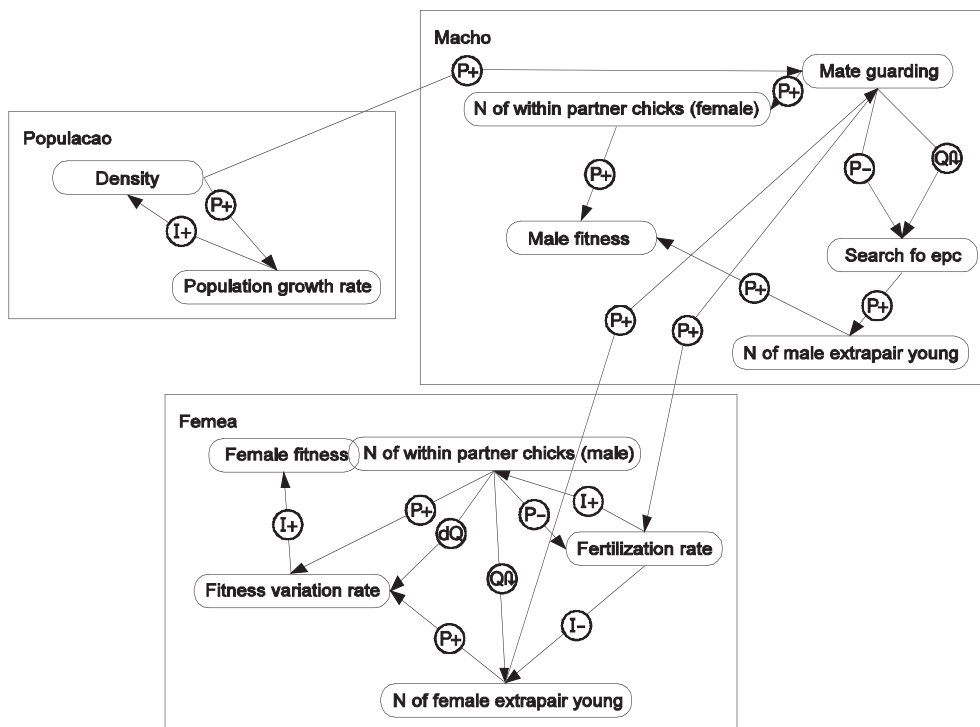 Macho
Mate guarding
P+
P+
N of within partner chicks (female)
Populacao
Density
P+
I+
Population growth rate
P+
P-
Male fitness
Search fo epc
P+
P+
P+
P+
N of male extrapair young
Femea
Female fitness
N of within partner chicks (male)
I+
P+
dQ
P-
I+
Fertilization rate
Fitness variation rate
P+
I-
N of female extrapair young